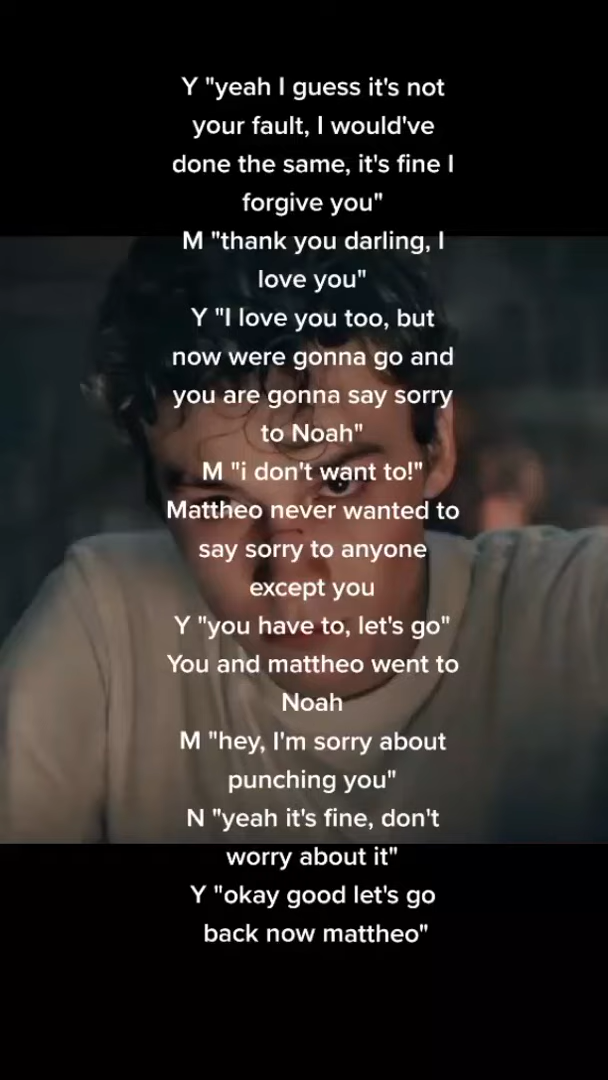 Y "yeah I guess it's not
your fault, I would've
done the same, it's fine I
forgive you"
M "thank you darling, I
love you"
Y "I love you too, but
now were gonna go and
you are gonna say sorry
to Noah"
M "i don't want to!"
Mattheo never wanted to
say sorry to anyone
except you
Y "you have to, let's go"
You and mattheo went to
Noah
M "hey, I'm sorry about
punching you"
N "yeah it's fine, don't
worry about it"
Y "okay good let's go
back now mattheo"